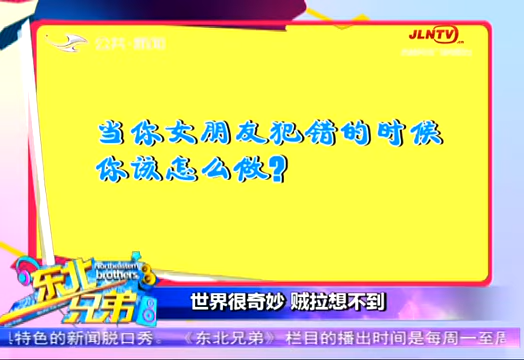 公共·新闻
JLNTV.cn
当你女朋友犯错的时候
你该怎么做?
东北
Northeastern
brothers
兄弟
世界很奇妙 贼拉想不到
特色的新闻脱口秀。 《东北兄弟》栏目的播出时间是每周一至周